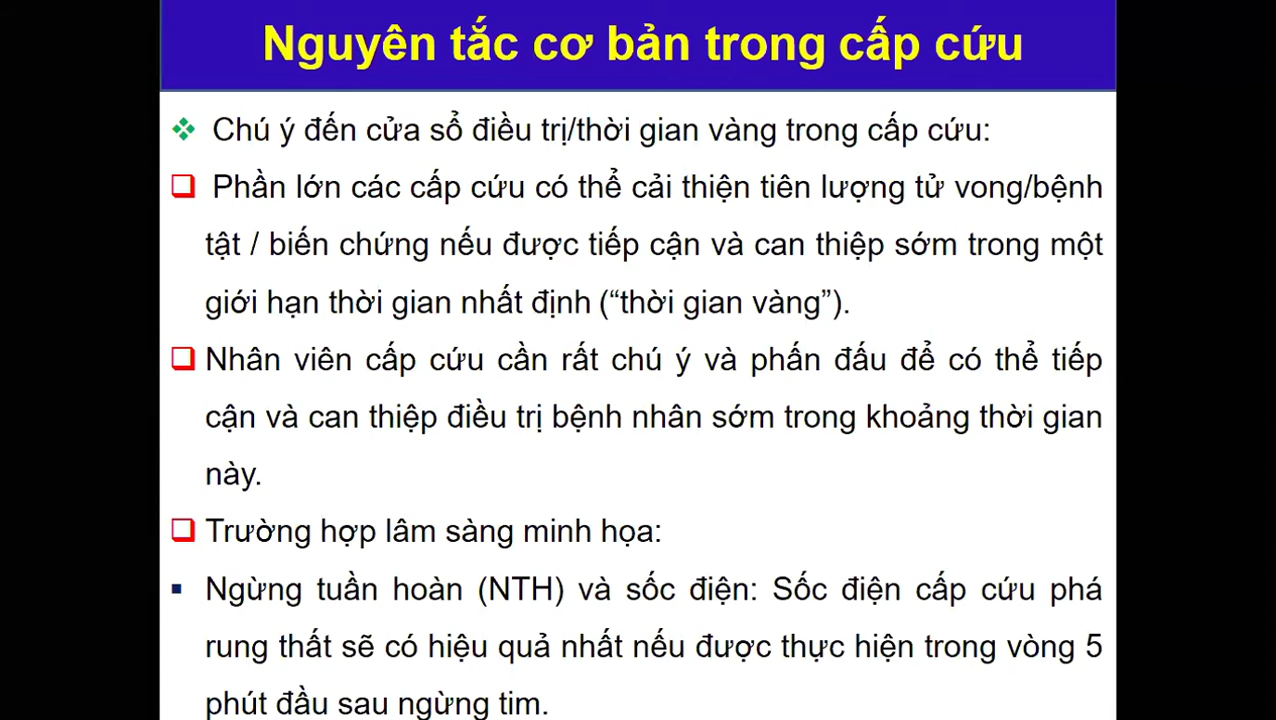 Nguyên tắc cơ bản trong cấp cứu
Chú ý đến cửa sổ điều trị/thời gian vàng trong cấp cứu:
Phần lớn các cấp cứu có thể cải thiện tiên lượng tử vong/bệnh
tật / biến chứng nếu được tiếp cận và can thiệp sớm trong một
giới hạn thời gian nhất định (“thời gian vàng”).
Nhân viên cấp cứu cần rất chú ý và phấn đấu để có thể tiếp
cận và can thiệp điều trị bệnh nhân sớm trong khoảng thời gian
này.
Trường hợp lâm sàng minh họa:
Ngừng tuần hoàn (NTH) và sốc điện: Sốc điện cấp cứu phá
rung thất sẽ có hiệu quả nhất nếu được thực hiện trong vòng 5
phút đầu sau ngừng tim.